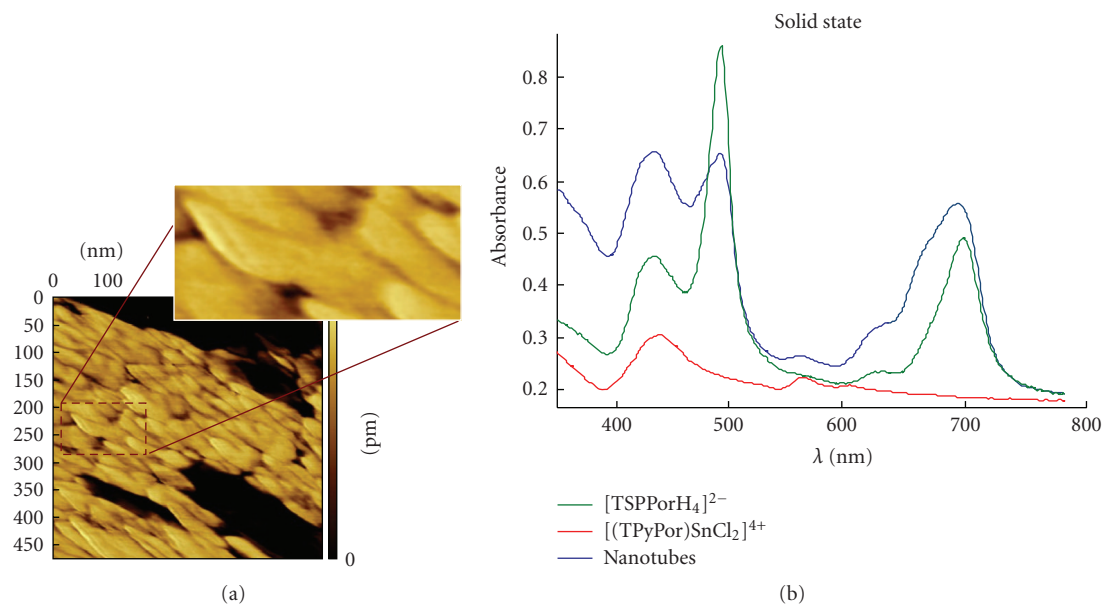 (nm)
0 100
0
50
100
150
200
250
300
350
400
450
(pm)
0
(a)
Solid state
Absorbance
0.8
0.7
0.6
0.5
0.4
0.3
0.2
400 500 600 700 800
λ (nm)
[TSPPorH₄]²⁻
[(TPyPor)SnCl₂]⁴⁺
Nanotubes
(b)